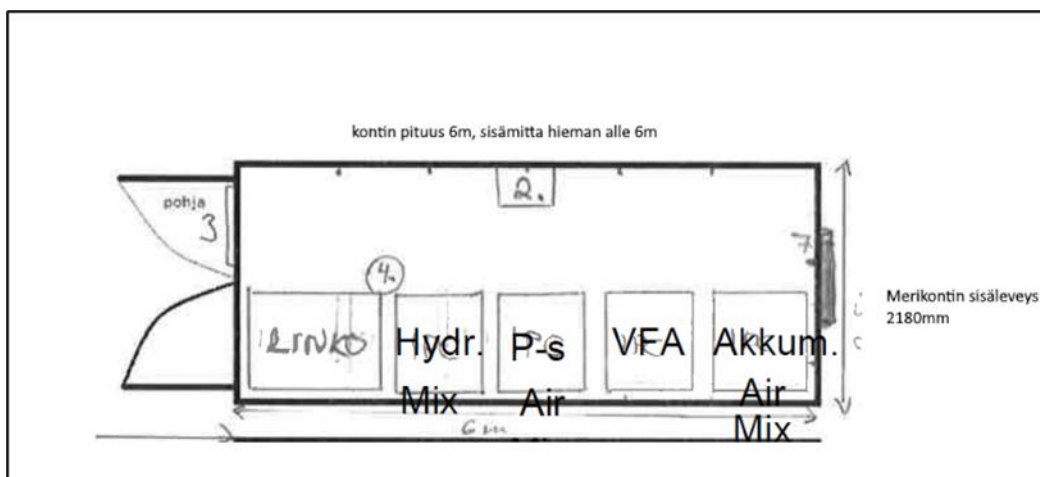 kontin pituus 6m, sisämitta hieman alle 6m
2.
pohja
3
7
4.
Merikontin sisäleveys
2180mm
LINKO
Hydr.
Mix
P-s
Air
VFA
Akkum.
Air
Mix
6 m